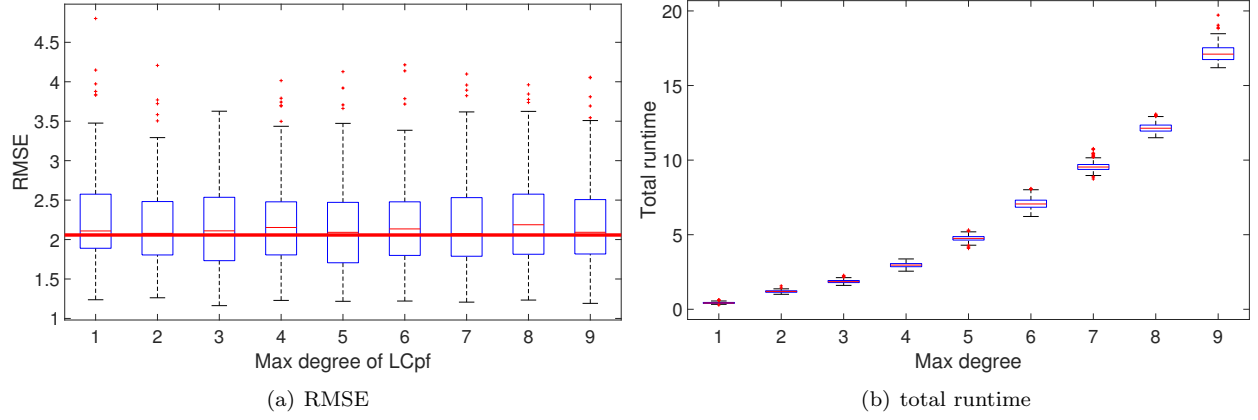 4.5
4
3.5
3
2.5
2
1.5
1
RMSE
1 2 3 4 5 6 7 8 9
Max degree of LCpf
(a) RMSE
20
15
10
5
0
Total runtime
1 2 3 4 5 6 7 8 9
Max degree
(b) total runtime